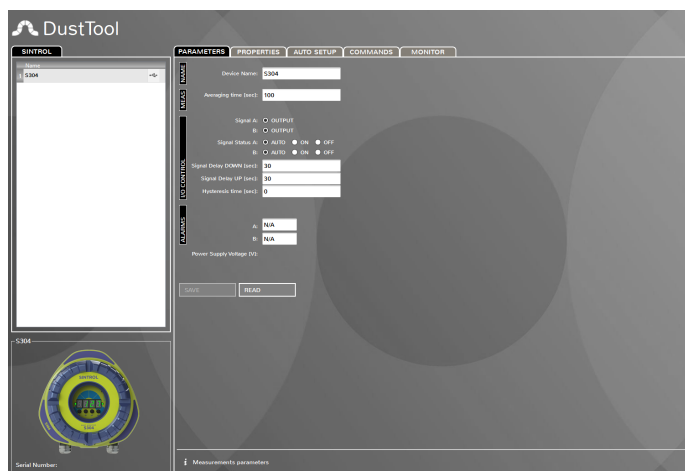 DustTool
SINTROL
Name
S304
PARAMETERS PROPERTIES AUTO SETUP COMMANDS MONITOR
NAME
Device Name: S304
MEAS
Averaging time (sec): 100
I/O CONTROL
Signal A: OUTPUT
B: OUTPUT
Signal Status A: AUTO ON OFF
B: AUTO ON OFF
Signal Delay DOWN (sec): 30
Signal Delay UP (sec): 30
Hysteresis time (sec): 0
ALARMS
A: N/A
B: N/A
Power Supply Voltage (V):
SAVE READ
S304
SINTROL
S304
Serial Number:
i Measurements parameters